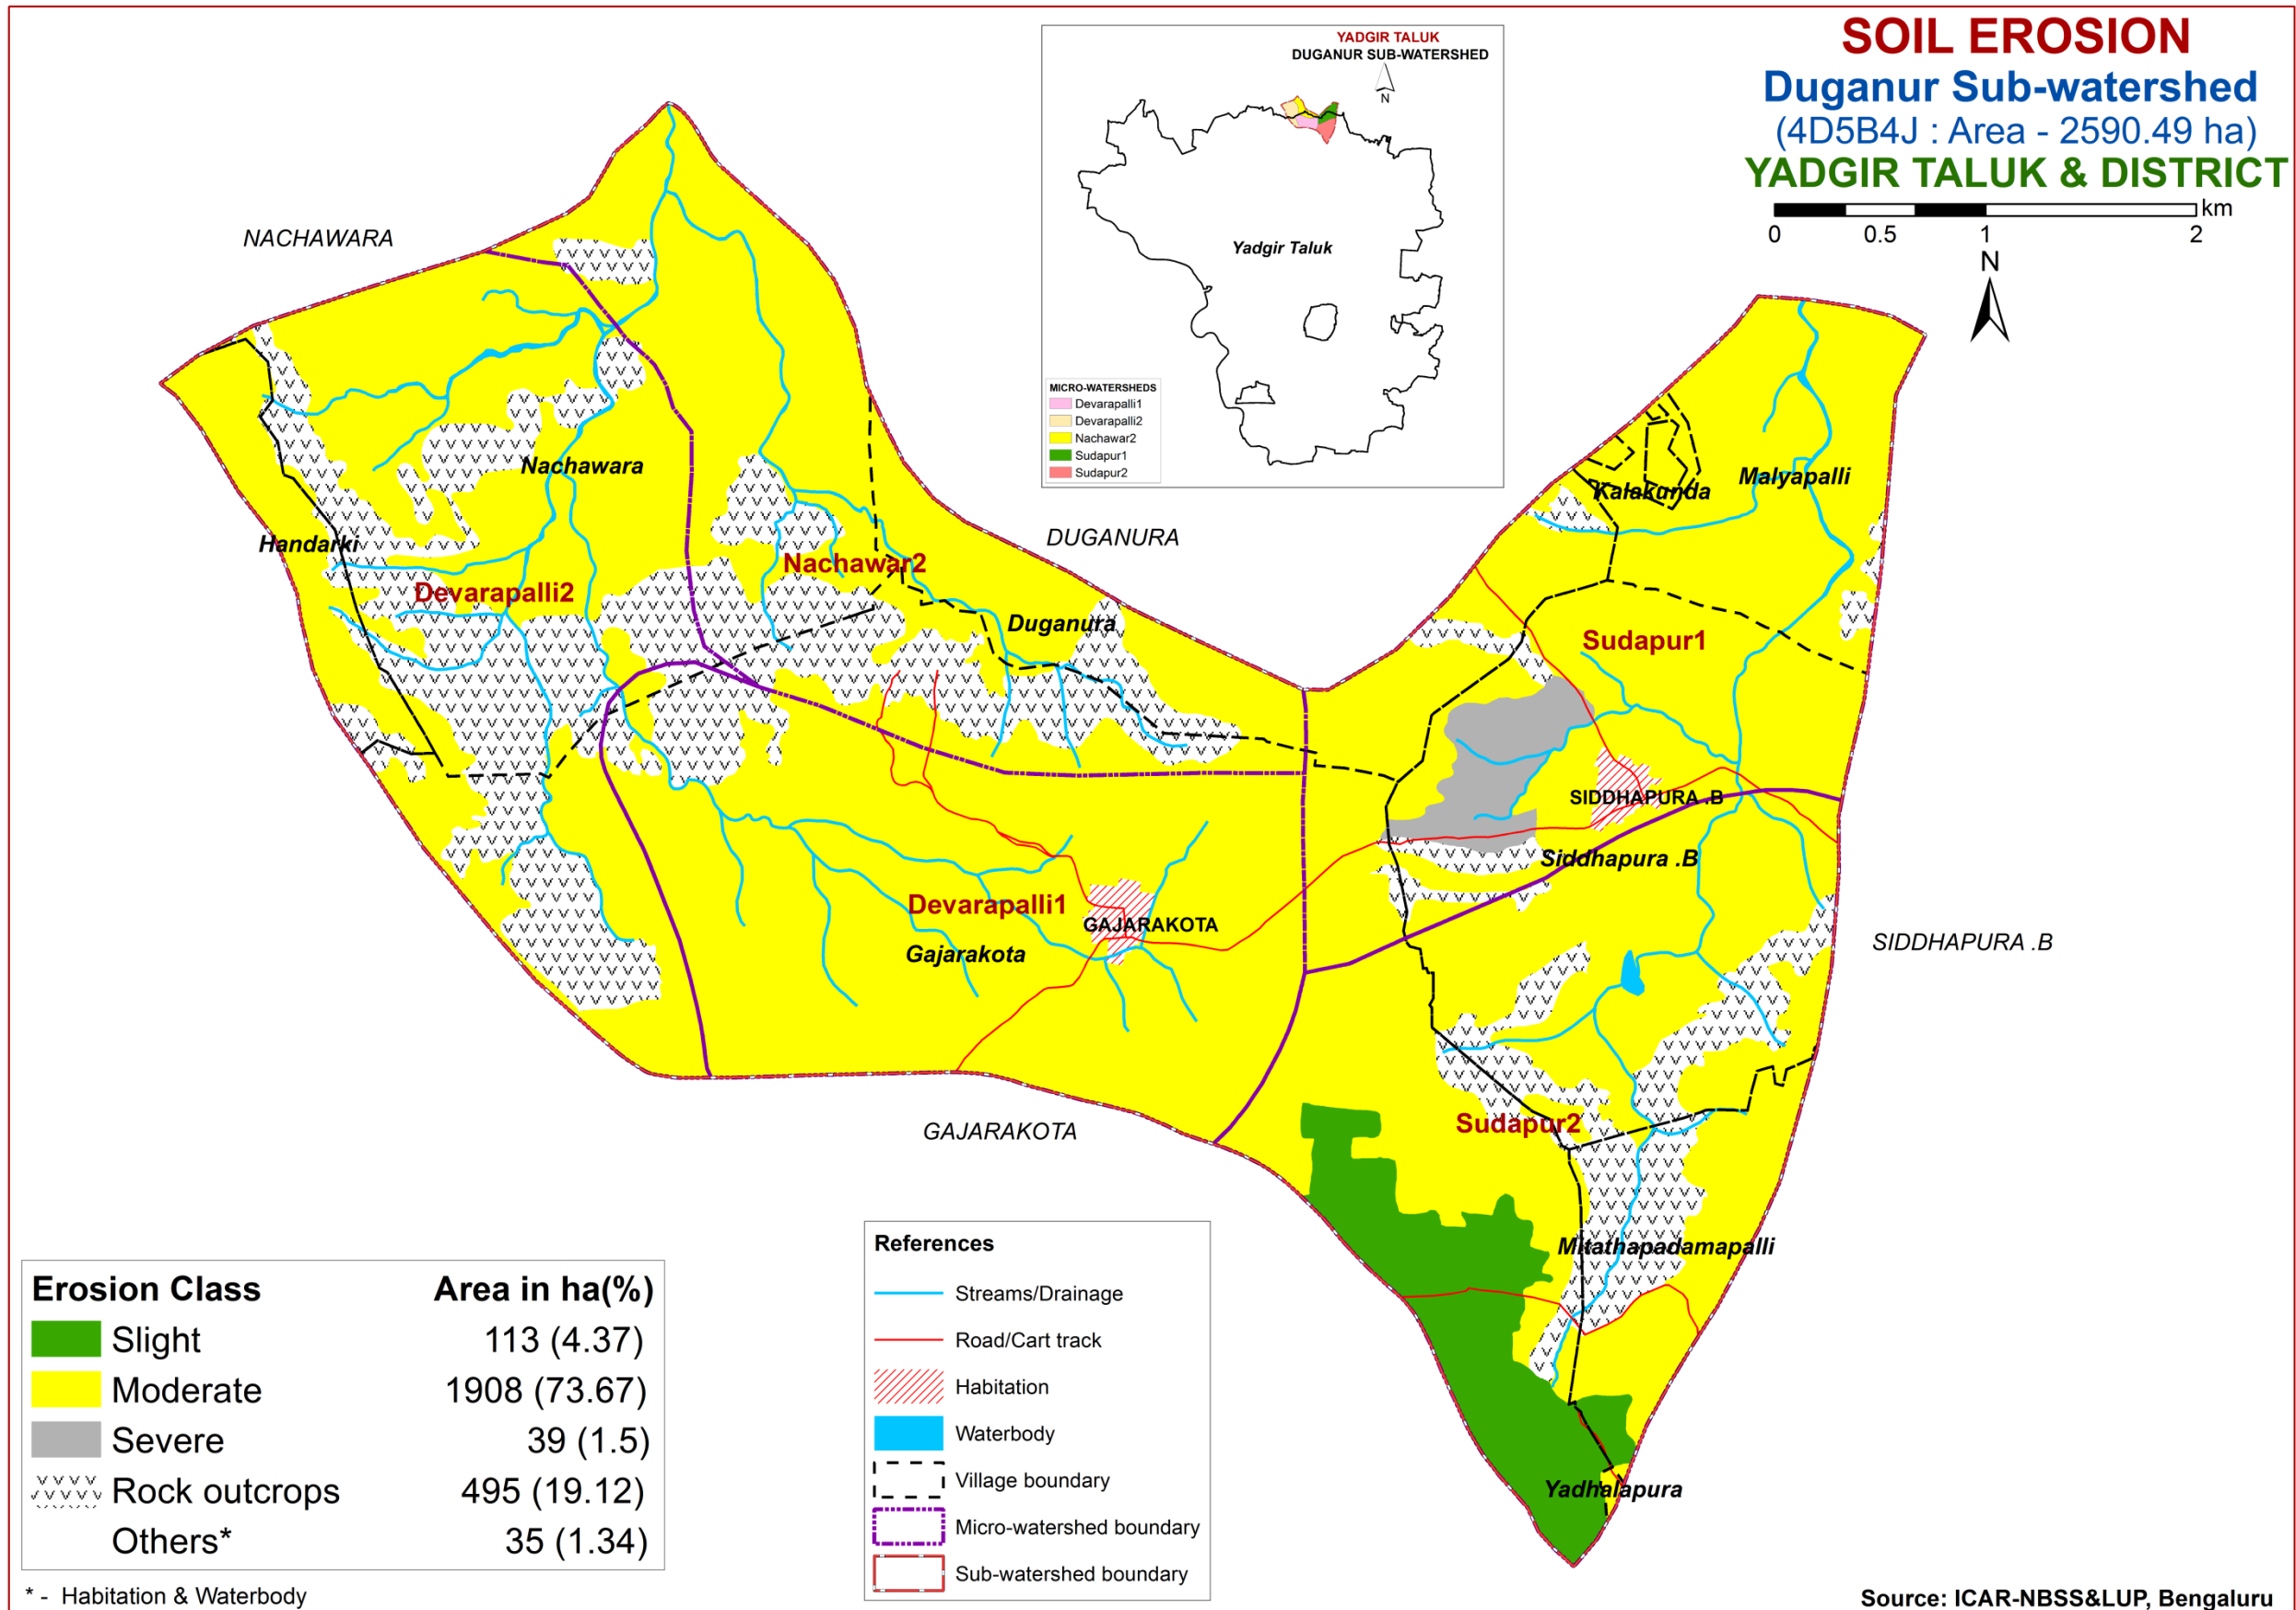 SOIL EROSION
Duganur Sub-watershed
(4D5B4J : Area - 2590.49 ha)
YADGIR TALUK & DISTRICT
km
0 0.5 1 2
N
YADGIR TALUK
DUGANUR SUB-WATERSHED
N
Yadgir Taluk
MICRO-WATERSHEDS
Devarapalli1
Devarapalli2
Nachawar2
Sudapur1
Sudapur2
NACHAWARA
Nachawara
Handarki
Devarapalli2
Nachawar2
DUGANURA
Duganura
Kalakunda
Malyapalli
Sudapur1
SIDDHAPURA .B
Siddhapura .B
Devarapalli1
GAJARAKOTA
Gajarakota
SIDDHAPURA .B
GAJARAKOTA
Sudapur2
Mitathapadamapalli
Yadhalapura
Erosion Class Area in ha(%)
Slight 113 (4.37)
Moderate 1908 (73.67)
Severe 39 (1.5)
Rock outcrops 495 (19.12)
Others* 35 (1.34)
* - Habitation & Waterbody
References
Streams/Drainage
Road/Cart track
Habitation
Waterbody
Village boundary
Micro-watershed boundary
Sub-watershed boundary
Source: ICAR-NBSS&LUP, Bengaluru